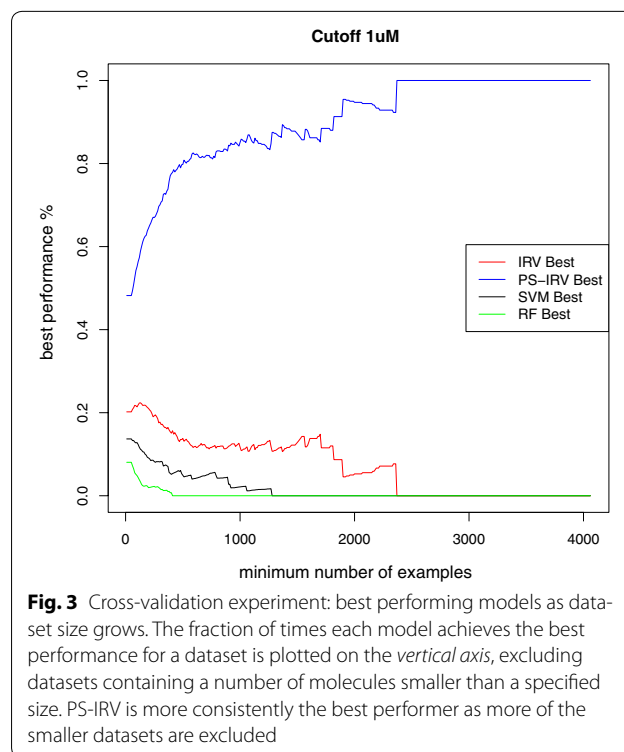 Cutoff 1uM
best performance %
1.0
0.8
0.6
0.4
0.2
0.0
IRV Best
PS−IRV Best
SVM Best
RF Best
0 1000 2000 3000 4000
minimum number of examples
Fig. 3 Cross-validation experiment: best performing models as data-
set size grows. The fraction of times each model achieves the best
performance for a dataset is plotted on the vertical axis, excluding
datasets containing a number of molecules smaller than a specified
size. PS-IRV is more consistently the best performer as more of the
smaller datasets are excluded